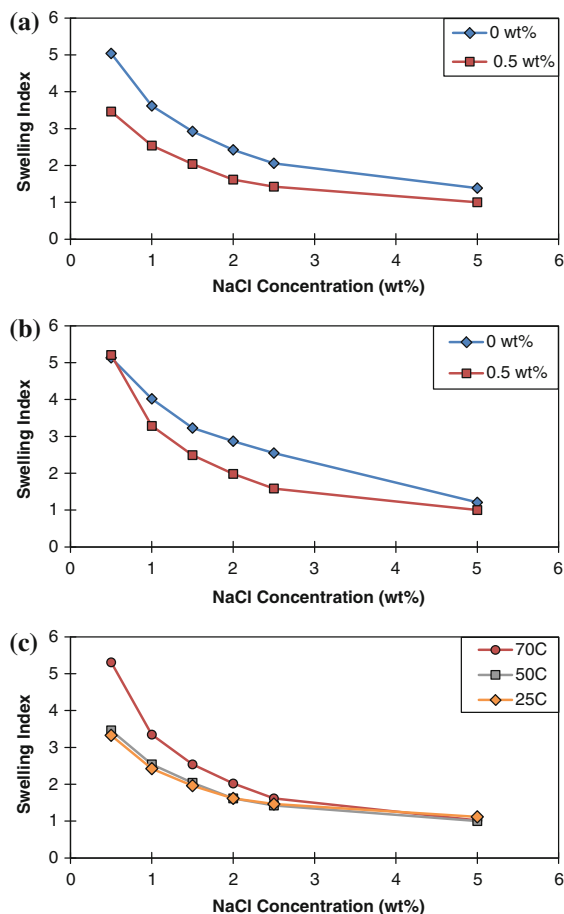 (a)
6
5
4
3
2
1
0
Swelling Index
0 wt%
0.5 wt%
0 1 2 3 4 5 6
NaCl Concentration (wt%)
(b)
6
5
4
3
2
1
0
Swelling Index
0 wt%
0.5 wt%
0 1 2 3 4 5 6
NaCl Concentration (wt%)
(c)
6
5
4
3
2
1
0
Swelling Index
70C
50C
25C
0 1 2 3 4 5 6
NaCl Concentration (wt%)